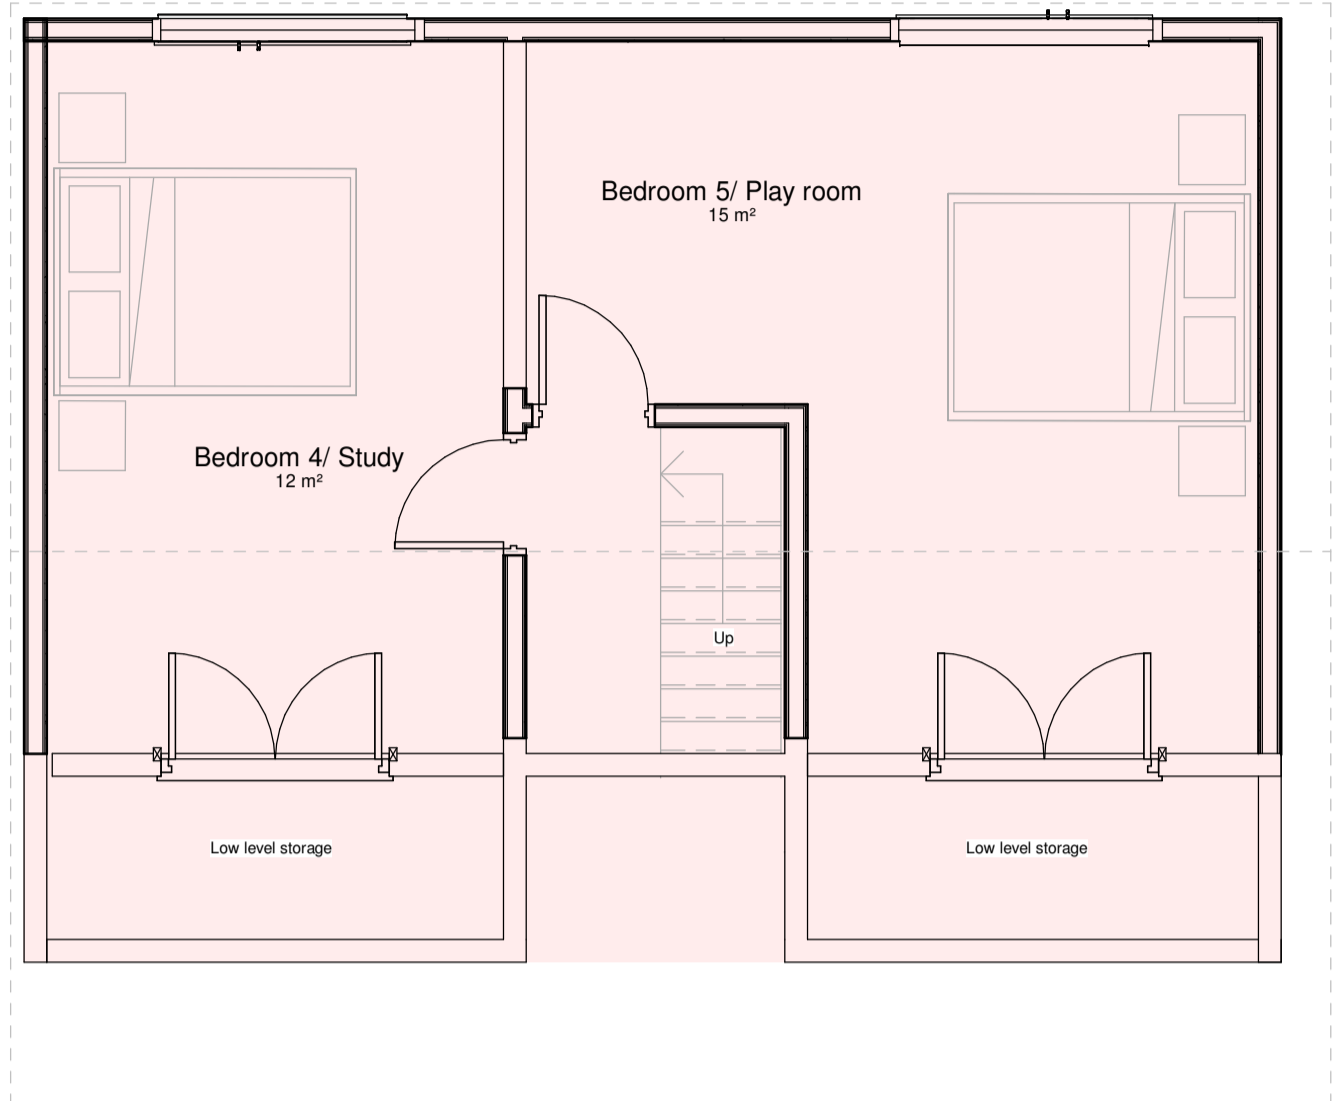 Bedroom 5/ Play room
15 m²
Bedroom 4/ Study
12 m²
Up
Low level storage
Low level storage